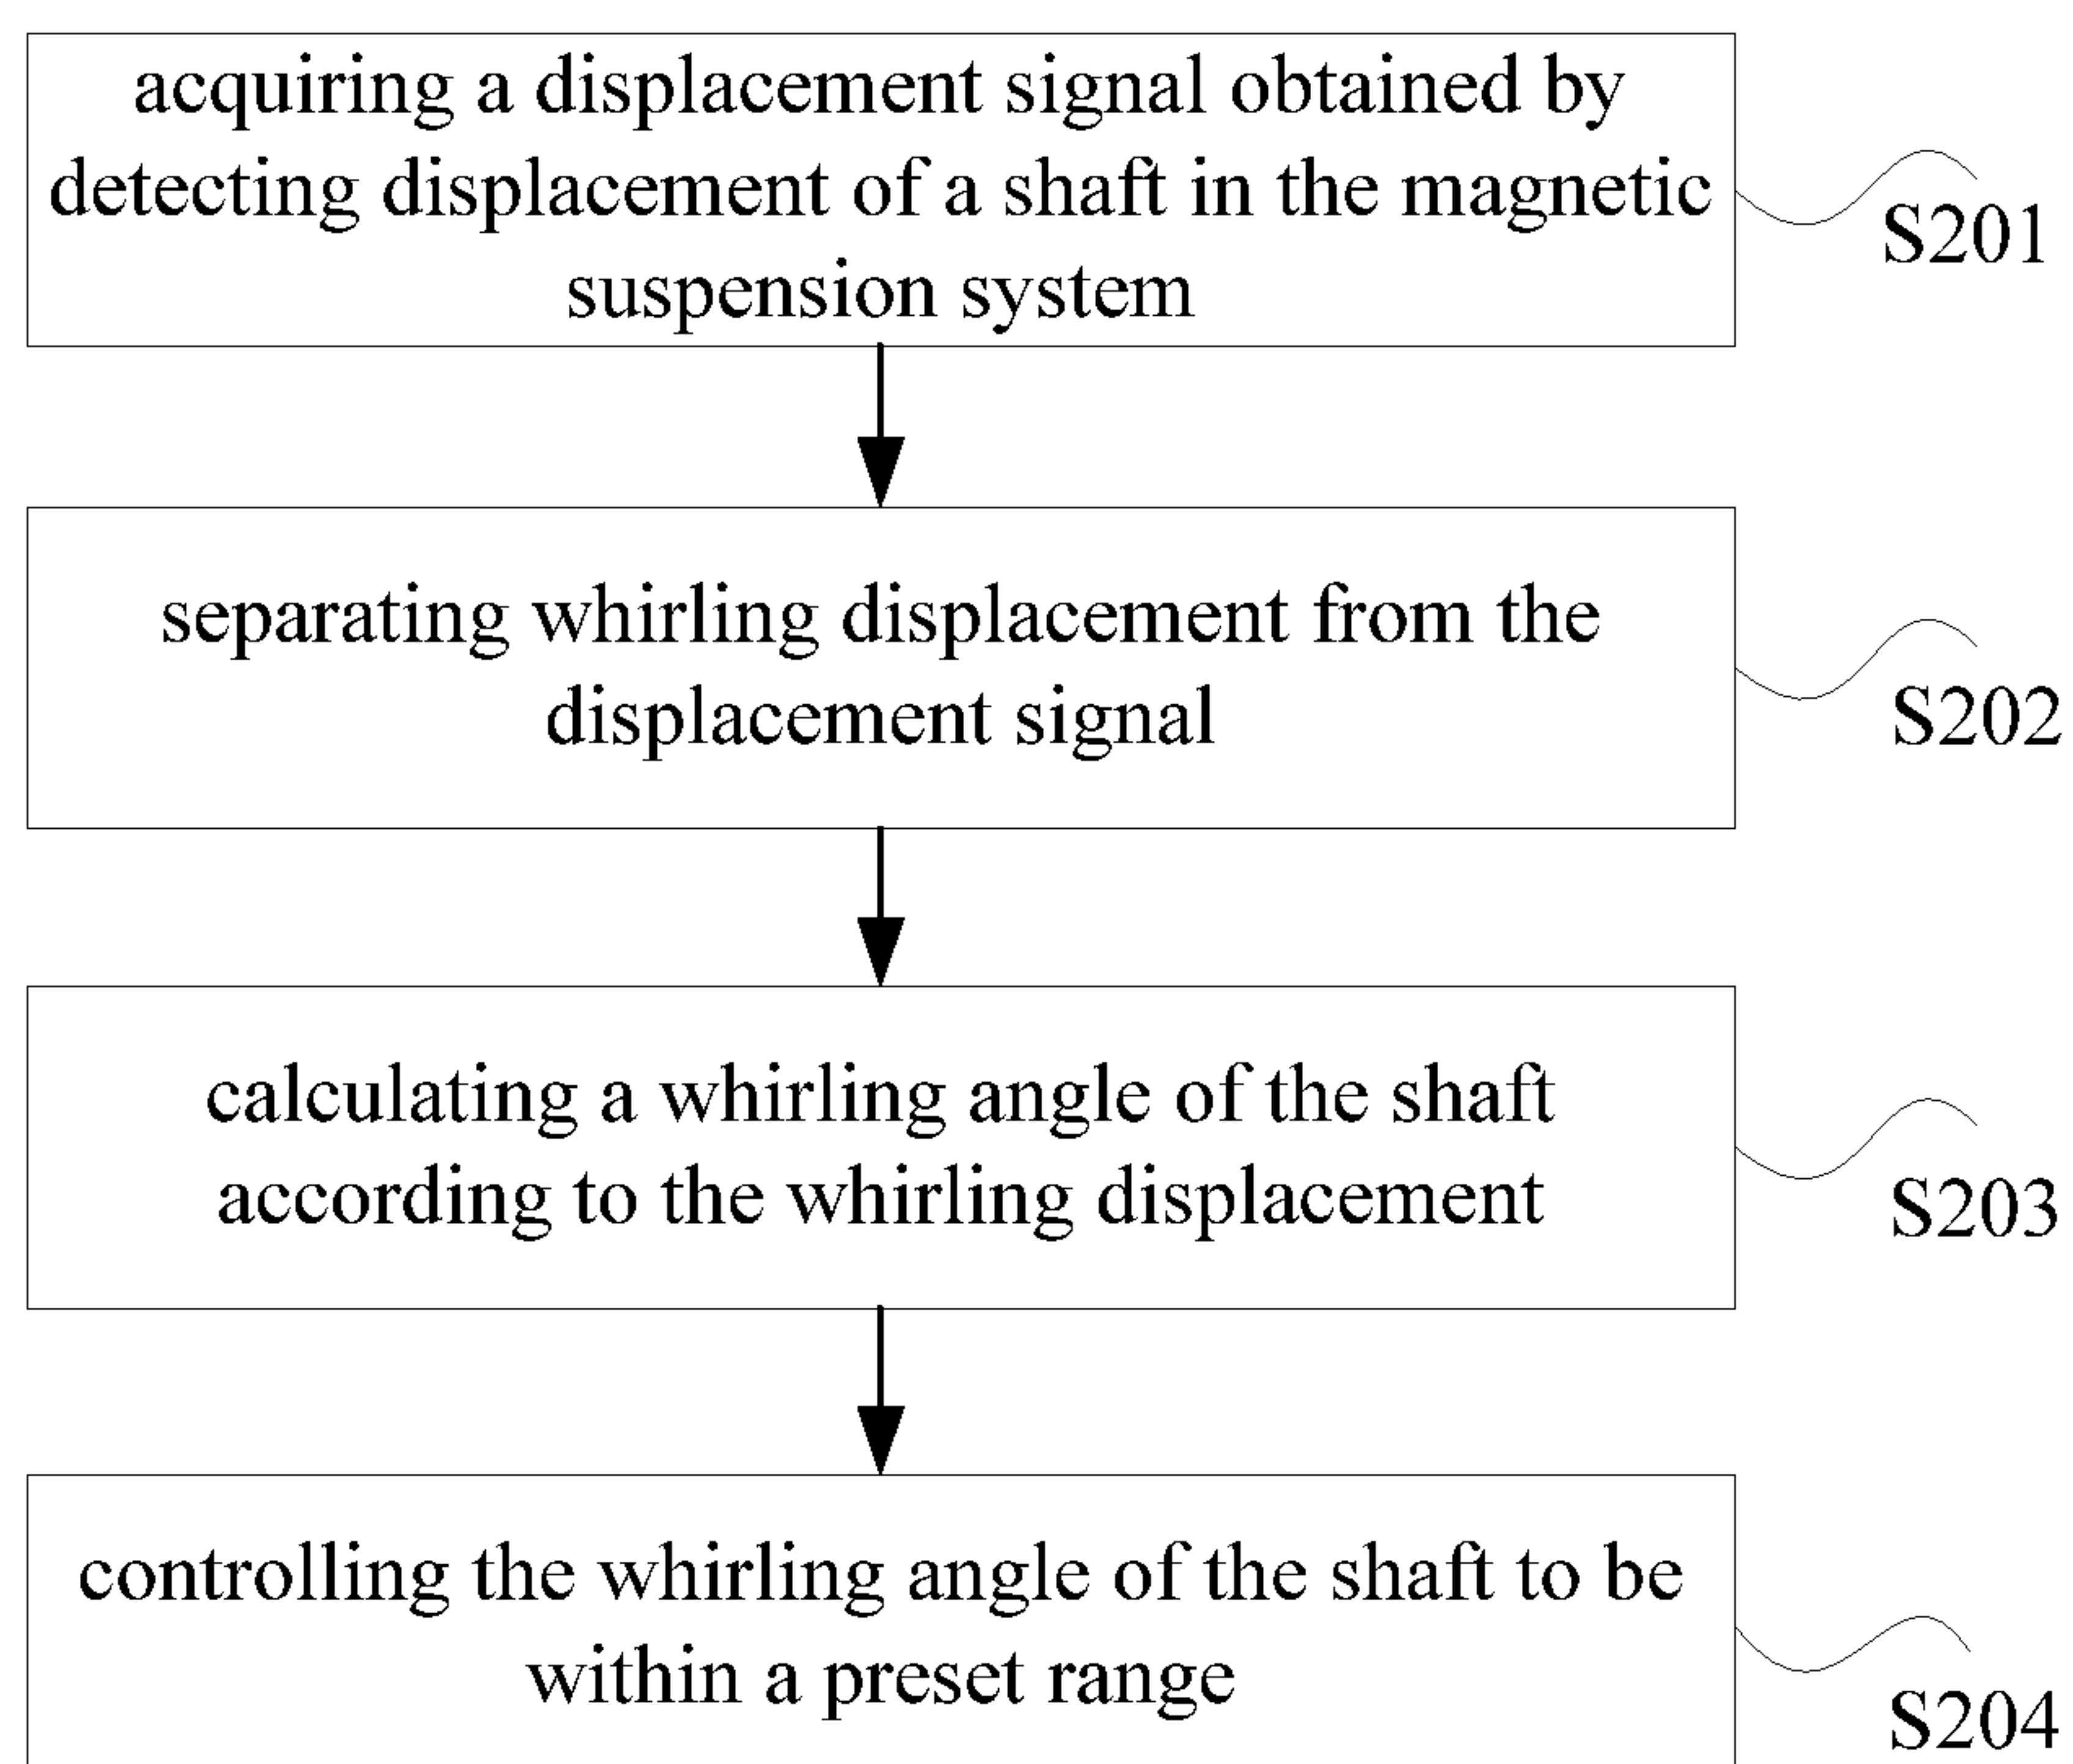 acquiring a displacement signal obtained by
detecting displacement of a shaft in the magnetic
suspension system
S201
separating whirling displacement from the
displacement signal
S202
calculating a whirling angle of the shaft
according to the whirling displacement
S203
controlling the whirling angle of the shaft to be
within a preset range
S204